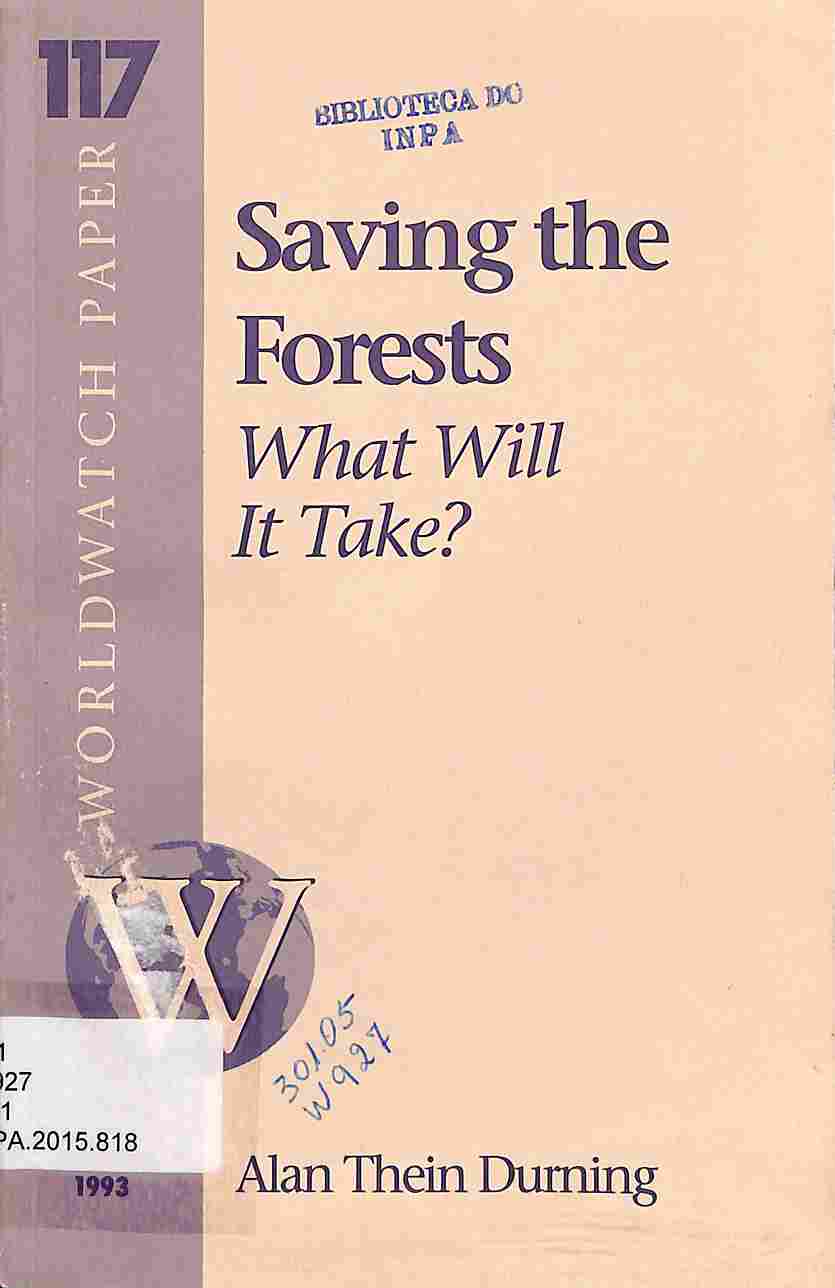 117
WORLDWATCH PAPER
BIBLIOTECA DO
INPA
Saving the
Forests
What Will
It Take?
W
301.05
W927
1
927
1
PA.2015.818
1993
Alan Thein Durning